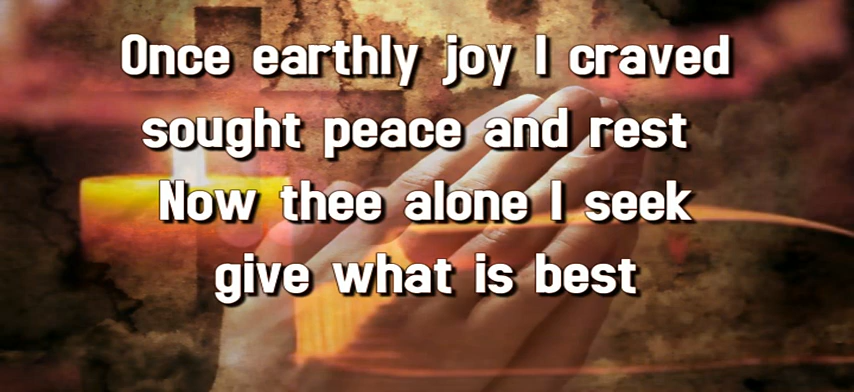 Once earthly joy I craved
sought peace and rest
Now thee alone I seek
give what is best